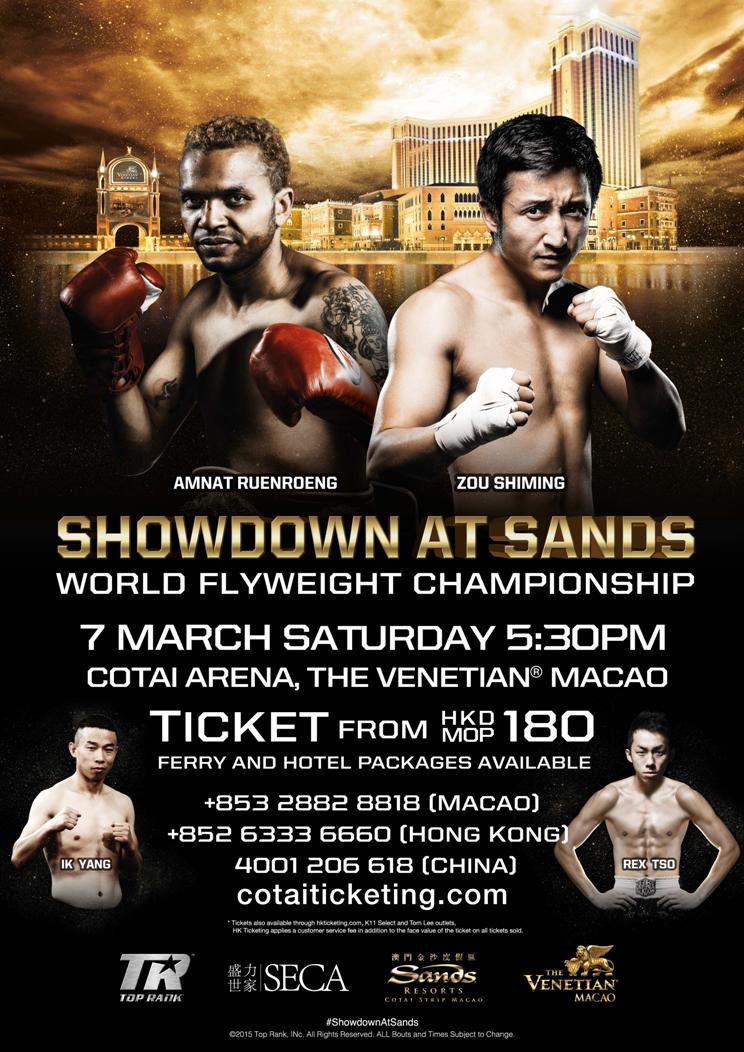 AMNAT RUENROENG
ZOU SHIMING
SHOWDOWN AT SANDS
WORLD FLYWEIGHT CHAMPIONSHIP
7 MARCH SATURDAY 5:30PM
COTAI ARENA, THE VENETIAN® MACAO
TICKET FROM HKD MOP 180
FERRY AND HOTEL PACKAGES AVAILABLE
+853 2882 8818 (MACAO)
+852 6333 6660 (HONG KONG)
4001 206 618 (CHINA)
IK YANG
REX TSO
cotaiticketing.com
* Tickets also available through hkticketing.com, K11 Select and Tom Lee outlets,
HK Ticketing applies a customer service fee in addition to the face value of the ticket on all tickets sold.
TR
TOP RANK
盛力
世家
SECA
澳門金沙度假區
Sands
RESORTS
COTAI STRIP MACAO
THE
VENETIAN
MACAO
#ShowdownAtSands
©2015 Top Rank, INc. All Rights Reserved. ALL Bouts and Times Subject to Change.